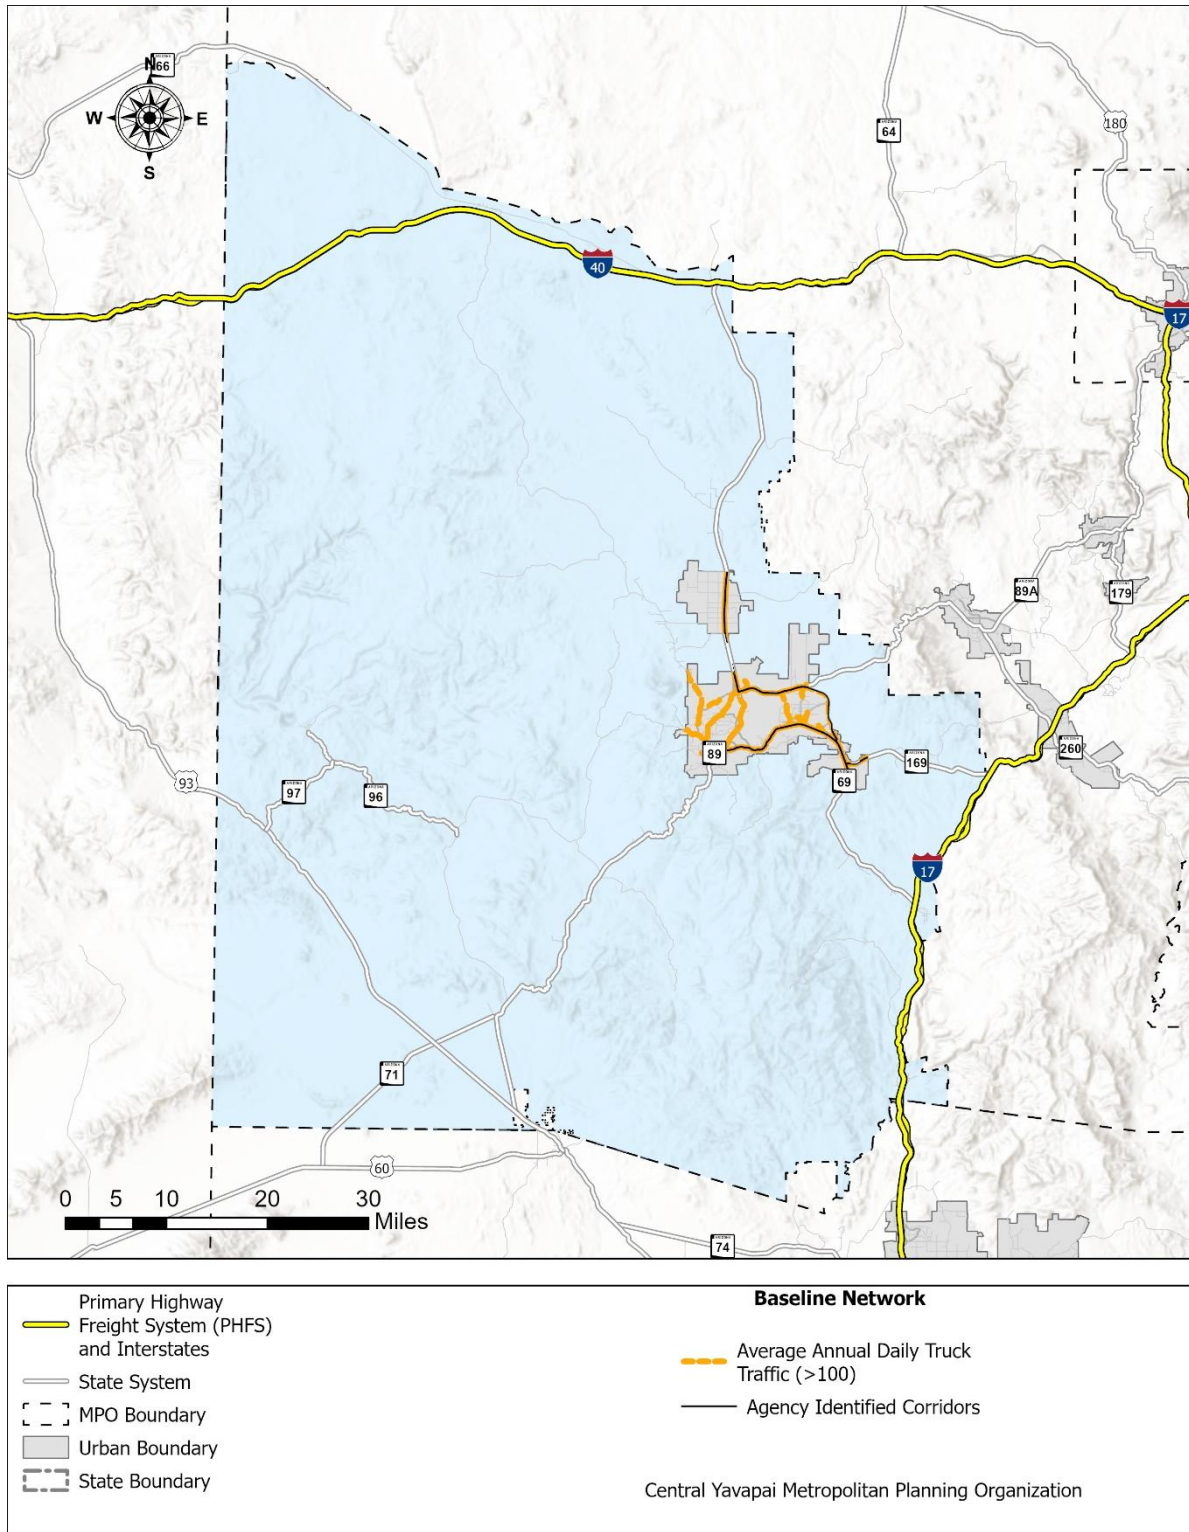 N
66
W
E
S
64
180
40
17
89A
179
93
97
96
89
69
169
260
17
71
60
74
0 5 10 20 30
Miles
Primary Highway
Freight System (PHFS)
and Interstates
State System
MPO Boundary
Urban Boundary
State Boundary
Baseline Network
Average Annual Daily Truck
Traffic (>100)
Agency Identified Corridors
Central Yavapai Metropolitan Planning Organization